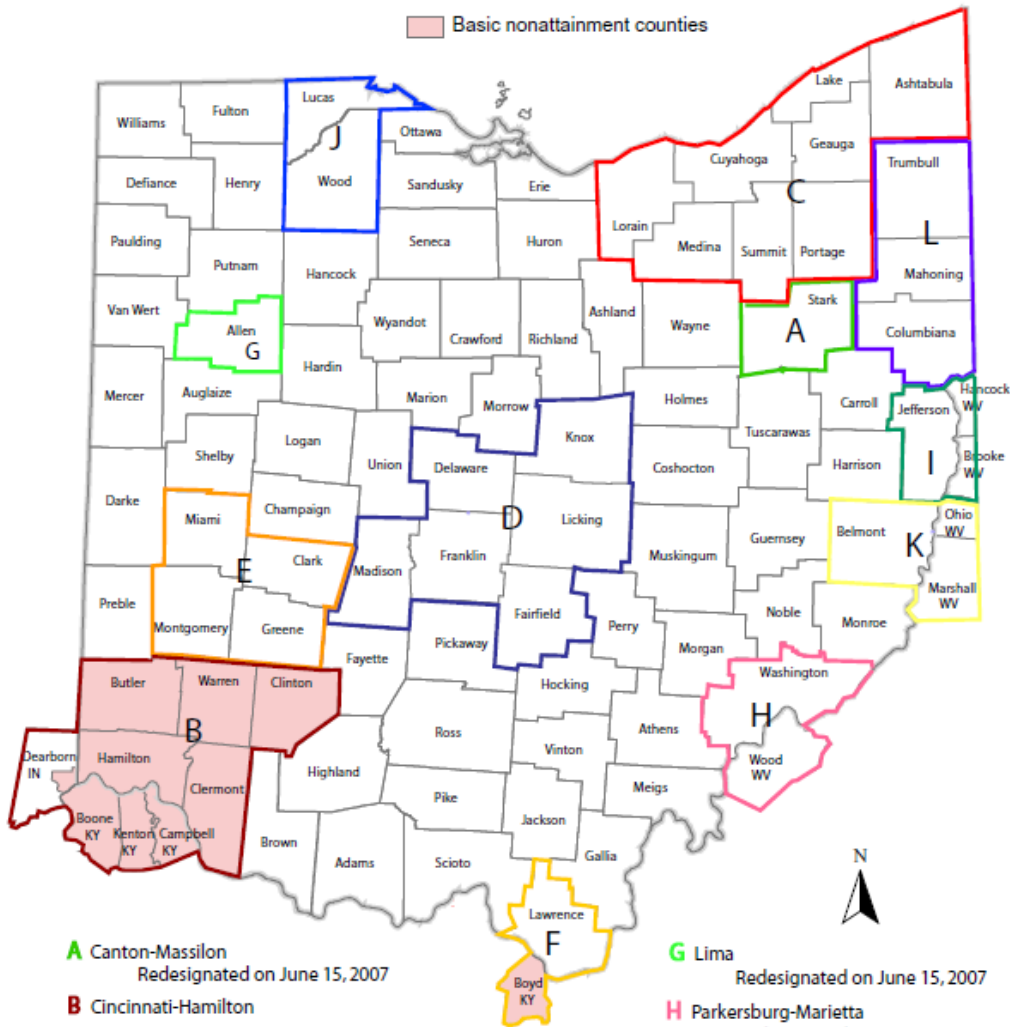 Basic nonattainment counties
Lake
Ashtabula
Lucas
Fulton
Williams
Ottawa
Geauga
J
Cuyahoga
Trumbull
Defiance
Henry
Wood
Sandusky
Erie
C
Lorain
L
Paulding
Seneca
Huron
Medina
Summit
Portage
Putnam
Hancock
Mahoning
Van Wert
Stark
Ashland
Allen
Wyandot
Wayne
A
Columbiana
G
Crawford
Richland
Hardin
Mercer
Auglaize
Marion
Morrow
Holmes
Carroll
Hancock
WV
Jefferson
Logan
Knox
Tuscarawas
Shelby
Union
Delaware
Coshocton
Harrison
I
Brooke
WV
Darke
Miami
Champaign
D
Licking
Ohio
WV
Belmont
K
Guernsey
Clark
Franklin
Muskingum
E
Madison
Marshall
WV
Preble
Fairfield
Noble
Montgomery
Greene
Perry
Monroe
Pickaway
Morgan
Fayette
Washington
Butler
Warren
Clinton
Hocking
H
B
Ross
Athens
Dearborn
IN
Hamilton
Vinton
Wood
WV
Highland
Clermont
Meigs
Pike
Boone
KY
Kenton
KY
Campbell
KY
Jackson
Brown
Gallia
Adams
Scioto
N
Lawrence
F
Boyd
KY
A Canton-Massilon
Redesignated on June 15, 2007
B Cincinnati-Hamilton
G Lima
Redesignated on June 15, 2007
H Parkersburg-Marietta